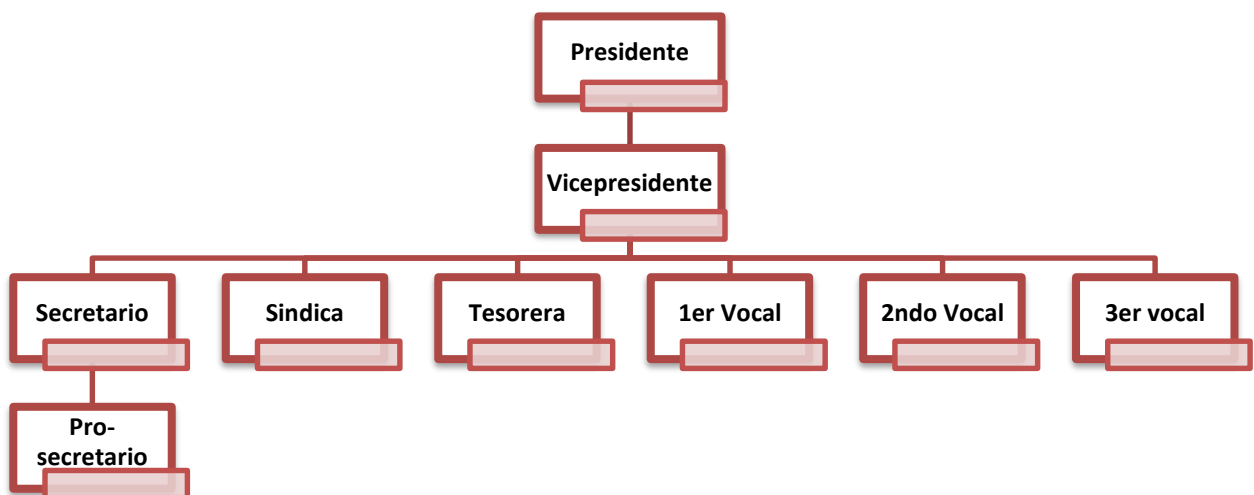 Presidente
Vicepresidente
Secretario
Sindica
Tesorera
1er Vocal
2ndo Vocal
3er vocal
Pro-
secretario